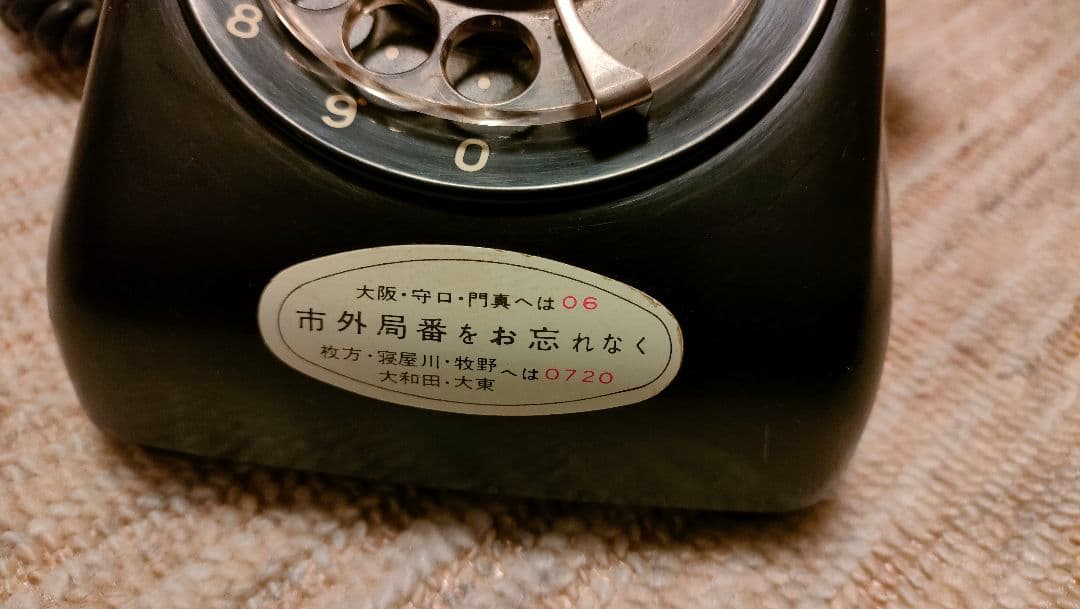 8
9
0
大阪・守口・門真へは06
市外局番をお忘れなく
枚方・寝屋川・牧野
大和田・大東
へは0720